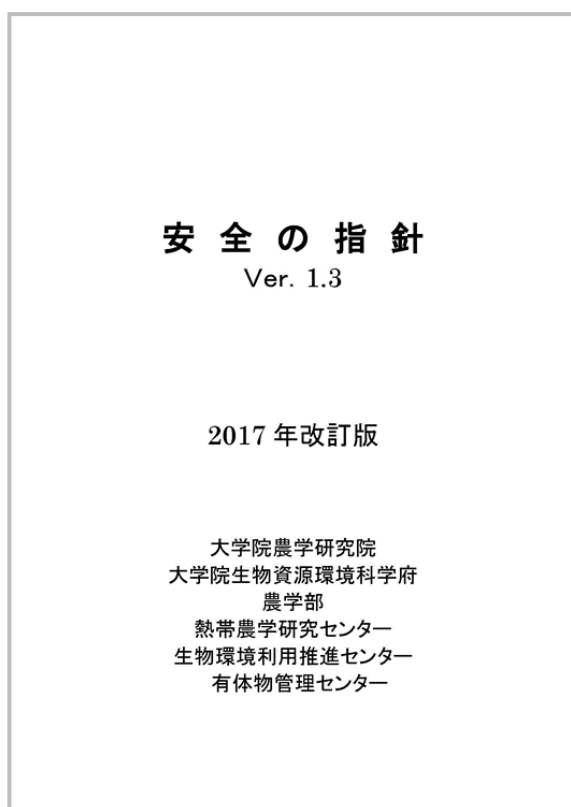 安 全 の 指 針
Ver. 1.3
2017 年改訂版
大学院農学研究院
大学院生物資源環境科学府
農学部
熱帯農学研究センター
生物環境利用推進センター
有体物管理センター